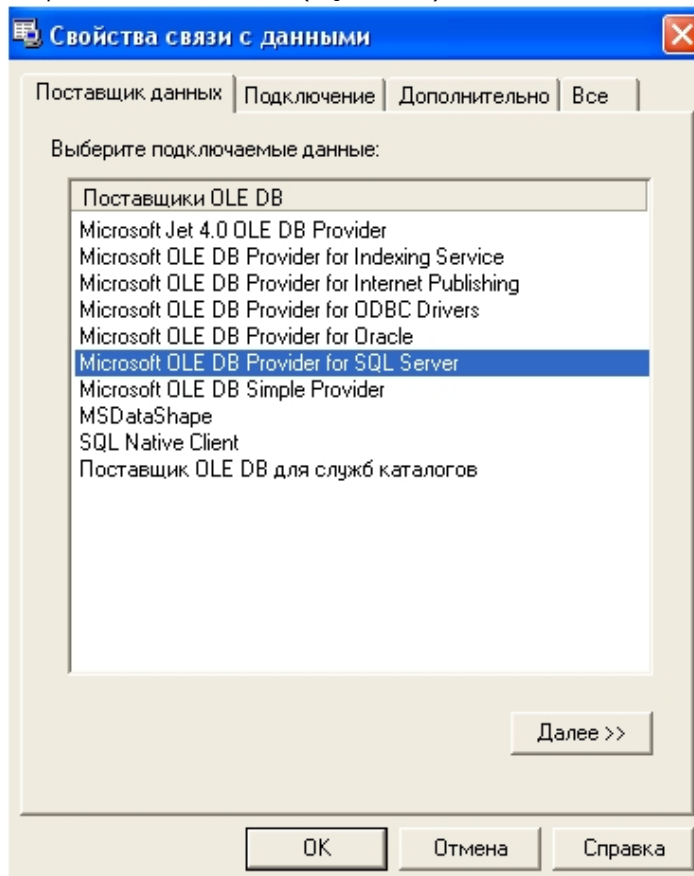 Свойства связи с данными
Поставщик данных Подключение Дополнительно Все
Выберите подключаемые данные:
Поставщики OLE DB
Microsoft Jet 4.0 OLE DB Provider
Microsoft OLE DB Provider for Indexing Service
Microsoft OLE DB Provider for Internet Publishing
Microsoft OLE DB Provider for ODBC Drivers
Microsoft OLE DB Provider for Oracle
Microsoft OLE DB Provider for SQL Server
Microsoft OLE DB Simple Provider
MSDataShape
SQL Native Client
Поставщик OLE DB для служб каталогов
Далее >>
OK Отмена Справка